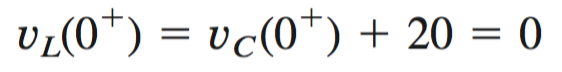 v_L(0⁺) = v_C(0⁺) + 20 = 0